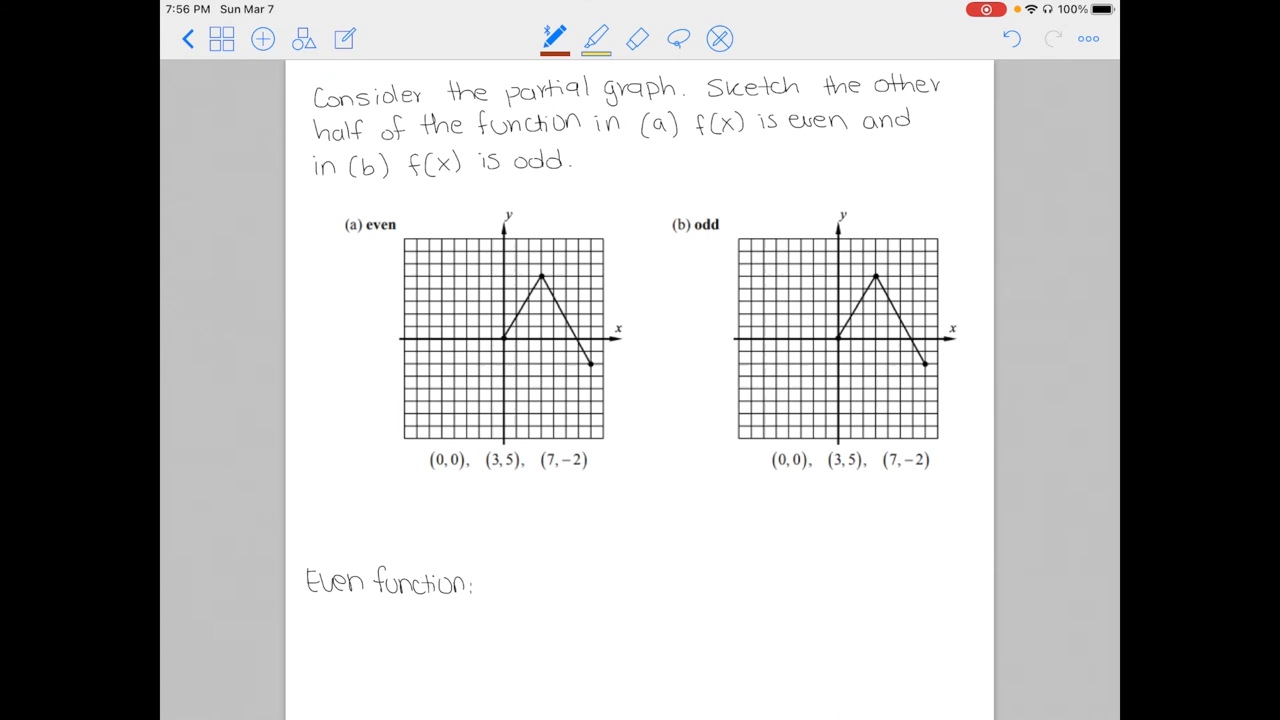 7:56 PM Sun Mar 7
100%
Consider the partial graph. Sketch the other
half of the function in (a) f(x) is even and
in (b) f(x) is odd.
(a) even
y
x
(0, 0), (3, 5), (7, −2)
(b) odd
y
x
(0, 0), (3, 5), (7, −2)
Even function: